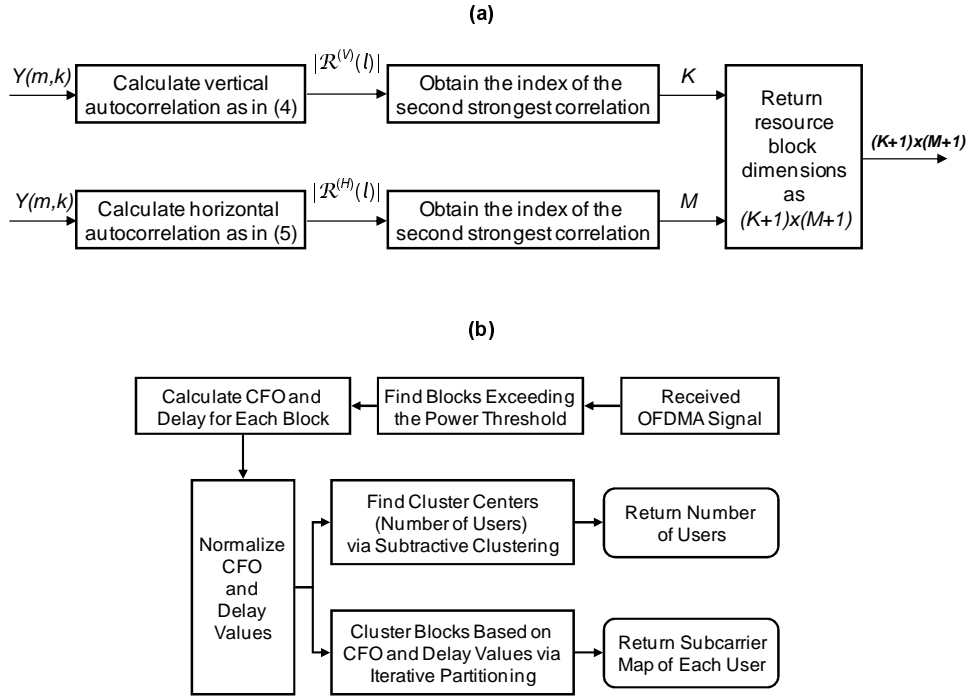 (a)
Y(m,k)
Calculate vertical
autocorrelation as in (4)
|R^(V)(l)|
Obtain the index of the
second strongest correlation
K
Return
resource
block
dimensions
as
(K+1)x(M+1)
(K+1)x(M+1)
Y(m,k)
Calculate horizontal
autocorrelation as in (5)
|R^(H)(l)|
Obtain the index of the
second strongest correlation
M
(b)
Received
OFDMA Signal
Find Blocks Exceeding
the Power Threshold
Calculate CFO and
Delay for Each Block
Normalize
CFO
and
Delay
Values
Find Cluster Centers
(Number of Users)
via Subtractive Clustering
Return Number
of Users
Cluster Blocks Based on
CFO and Delay Values via
Iterative Partitioning
Return Subcarrier
Map of Each User